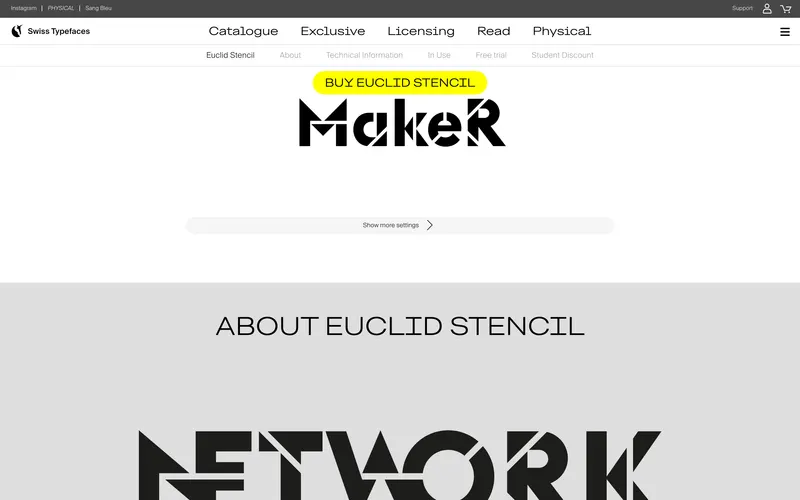 Instagram | PHYSICAL | Sang Bleu Support
Swiss Typefaces Catalogue Exclusive Licensing Read Physical
Euclid Stencil About Technical Information In Use Free trial Student Discount
BUY EUCLID STENCIL
MakeR
Show more settings
ABOUT EUCLID STENCIL
NETWORK